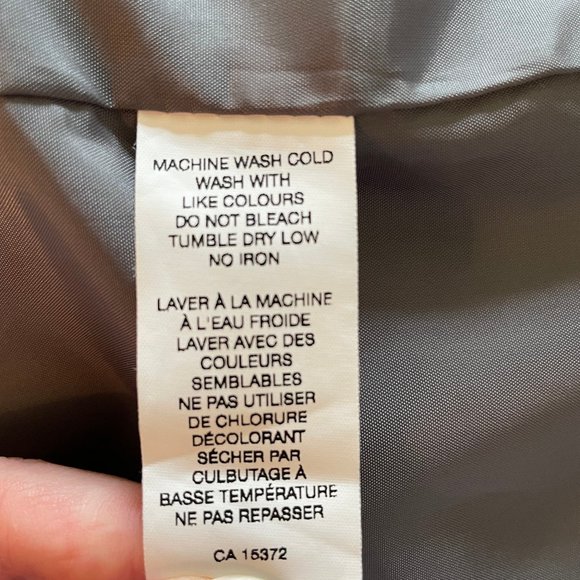 MACHINE WASH COLD
WASH WITH
LIKE COLOURS
DO NOT BLEACH
TUMBLE DRY LOW
NO IRON
LAVER À LA MACHINE
À L'EAU FROIDE
LAVER AVEC DES
COULEURS
SEMBLABLES
NE PAS UTILISER
DE CHLORURE
DÉCOLORANT
SÉCHER PAR
CULBUTAGE À
BASSE TEMPÉRATURE
NE PAS REPASSER
CA 15372